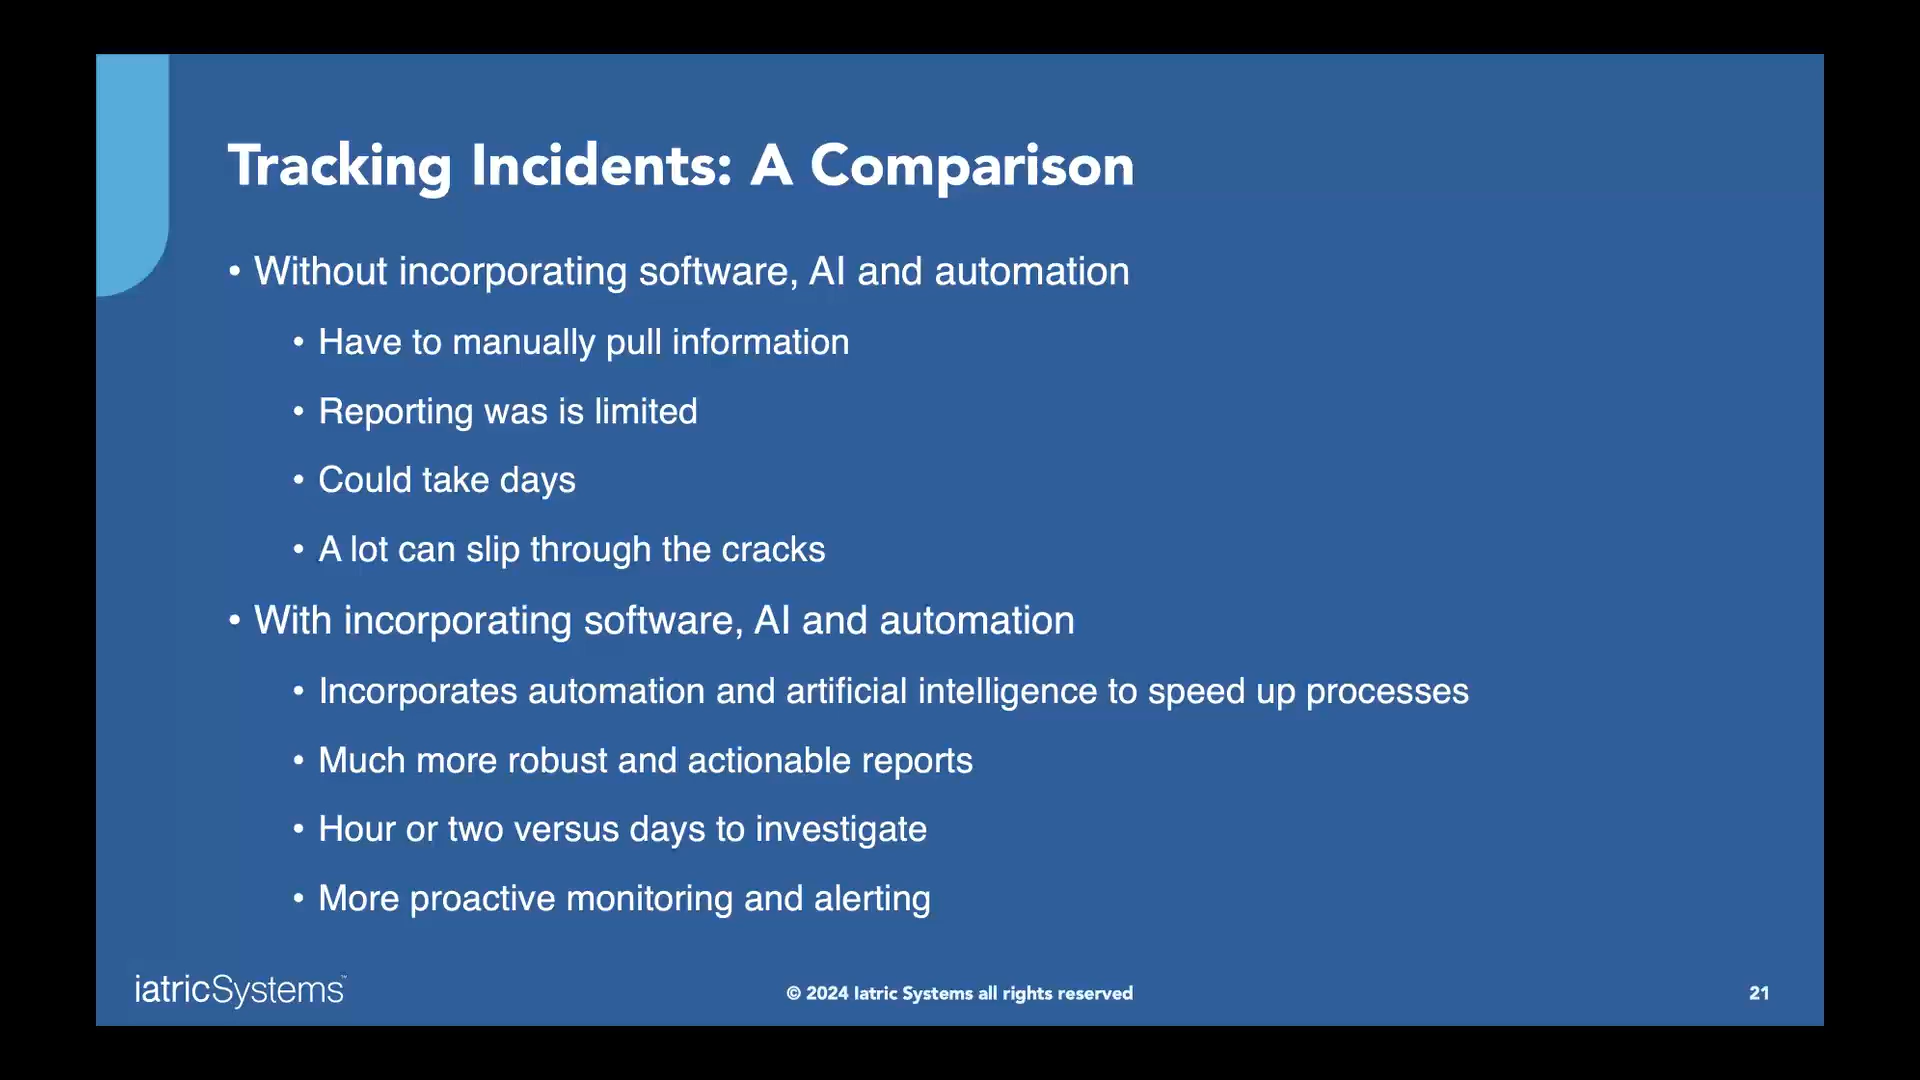 Tracking Incidents: A Comparison
• Without incorporating software, AI and automation
• Have to manually pull information
• Reporting was is limited
• Could take days
• A lot can slip through the cracks
• With incorporating software, AI and automation
• Incorporates automation and artificial intelligence to speed up processes
• Much more robust and actionable reports
• Hour or two versus days to investigate
• More proactive monitoring and alerting
iatricSystems™
© 2024 Iatric Systems all rights reserved
21